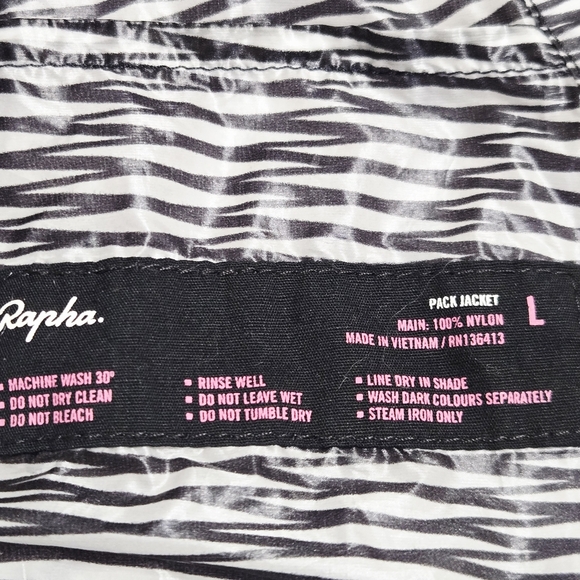 Rapha.
PACK JACKET
L
MAIN: 100% NYLON
MADE IN VIETNAM / RN136413
▪ MACHINE WASH 30°
▪ DO NOT DRY CLEAN
▪ DO NOT BLEACH
▪ RINSE WELL
▪ DO NOT LEAVE WET
▪ DO NOT TUMBLE DRY
▪ LINE DRY IN SHADE
▪ WASH DARK COLOURS SEPARATELY
▪ STEAM IRON ONLY